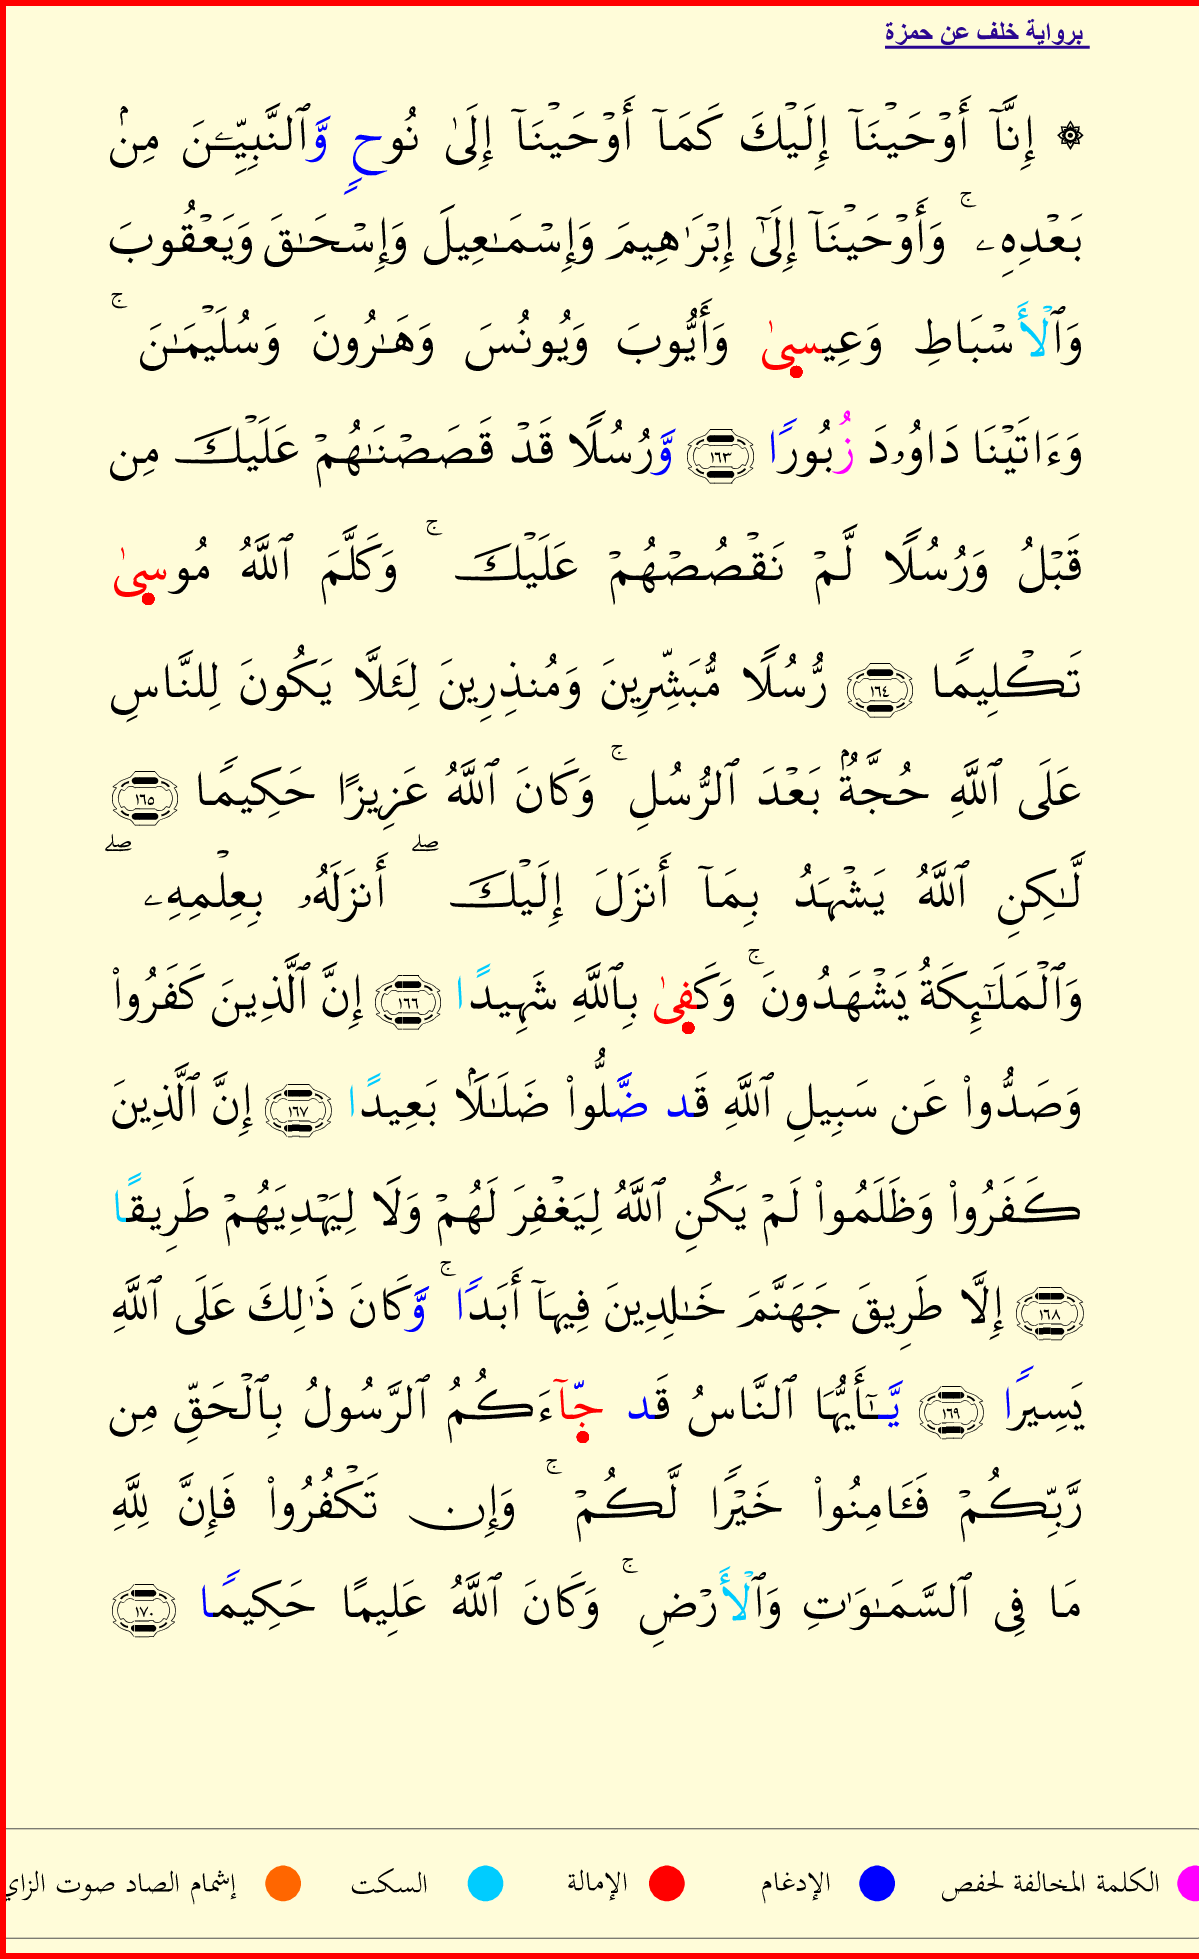 برواية خلف عن حمزة
۞ إِنَّآ أَوْحَيْنَآ إِلَيْكَ كَمَآ أَوْحَيْنَآ إِلَىٰ نُوحٍ وَّٱلنَّبِيِّـۧنَ مِنۢ
بَعْدِهِۦ ۚ وَأَوْحَيْنَآ إِلَىٰٓ إِبْرَٰهِيمَ وَإِسْمَـٰعِيلَ وَإِسْحَـٰقَ وَيَعْقُوبَ
وَٱلْأَسْبَاطِ وَعِيسىٰ وَأَيُّوبَ وَيُونُسَ وَهَـٰرُونَ وَسُلَيْمَـٰنَ ۚ
وَءَاتَيْنَا دَاوُۥدَ زُبُورًا ١٦٣ وَّرُسُلًا قَدْ قَصَصْنَـٰهُمْ عَلَيْكَ مِن
قَبْلُ وَرُسُلًا لَّمْ نَقْصُصْهُمْ عَلَيْكَ ۚ وَكَلَّمَ ٱللَّهُ مُوسىٰ
تَكْلِيمًا ١٦٤ رُّسُلًا مُّبَشِّرِينَ وَمُنذِرِينَ لِئَلَّا يَكُونَ لِلنَّاسِ
عَلَى ٱللَّهِ حُجَّةٌۢ بَعْدَ ٱلرُّسُلِ ۚ وَكَانَ ٱللَّهُ عَزِيزًا حَكِيمًا ١٦٥
لَّـٰكِنِ ٱللَّهُ يَشْهَدُ بِمَآ أَنزَلَ إِلَيْكَ ۖ أَنزَلَهُۥ بِعِلْمِهِۦ ۖ
وَٱلْمَلَـٰٓئِكَةُ يَشْهَدُونَ ۚ وَكَفىٰ بِٱللَّهِ شَهِيدًا ١٦٦ إِنَّ ٱلَّذِينَ كَفَرُوا۟
وَصَدُّوا۟ عَن سَبِيلِ ٱللَّهِ قَد ضَّلُّوا۟ ضَلَـٰلًۢا بَعِيدًا ١٦٧ إِنَّ ٱلَّذِينَ
كَفَرُوا۟ وَظَلَمُوا۟ لَمْ يَكُنِ ٱللَّهُ لِيَغْفِرَ لَهُمْ وَلَا لِيَهْدِيَهُمْ طَرِيقًا
١٦٨ إِلَّا طَرِيقَ جَهَنَّمَ خَـٰلِدِينَ فِيهَآ أَبَدًا ۚ وَّكَانَ ذَٰلِكَ عَلَى ٱللَّهِ
يَسِيرًا ١٦٩ يَّـٰٓأَيُّهَا ٱلنَّاسُ قَد جّآءَكُمُ ٱلرَّسُولُ بِٱلْحَقِّ مِن
رَّبِّكُمْ فَـَٔامِنُوا۟ خَيْرًا لَّكُمْ ۚ وَإِن تَكْفُرُوا۟ فَإِنَّ لِلَّهِ
مَا فِى ٱلسَّمَـٰوَٰتِ وَٱلْأَرْضِ ۚ وَكَانَ ٱللَّهُ عَلِيمًا حَكِيمًا ١٧٠
الكلمة المخالفة لحفص الإدغام الإمالة السكت إشمام الصاد صوت الزاي